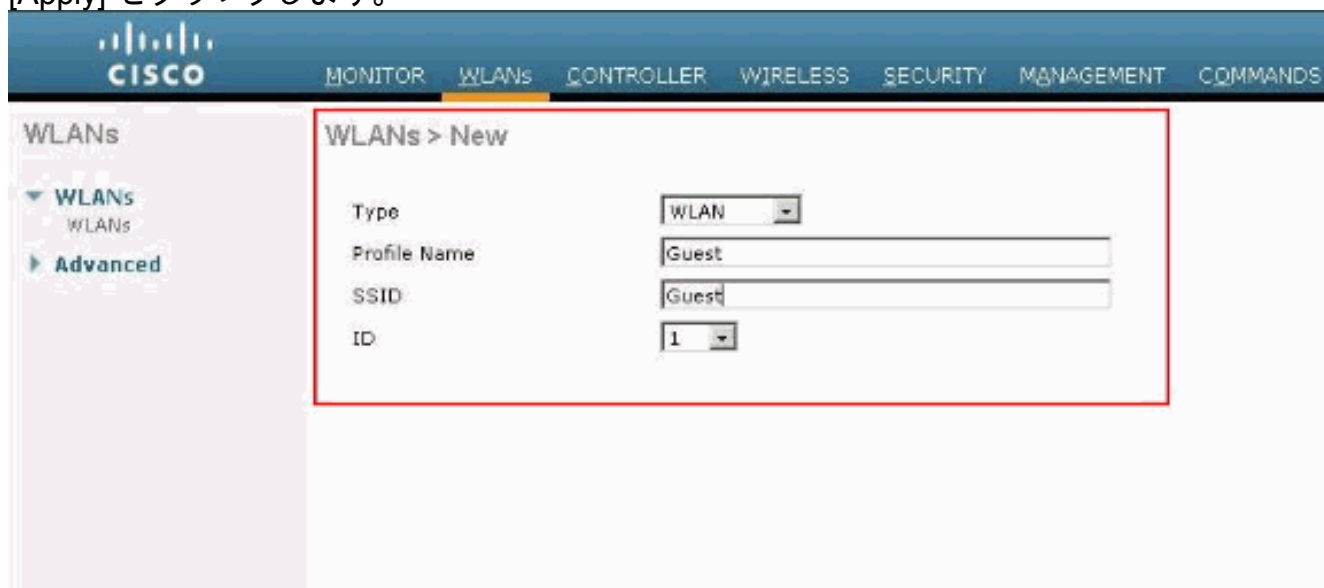 [Apply] をクリックします。
CISCO
MONITOR WLANs CONTROLLER WIRELESS SECURITY MANAGEMENT COMMANDS
WLANs
WLANs
WLANs
Advanced
WLANs > New
Type WLAN
Profile Name Guest
SSID Guest
ID 1